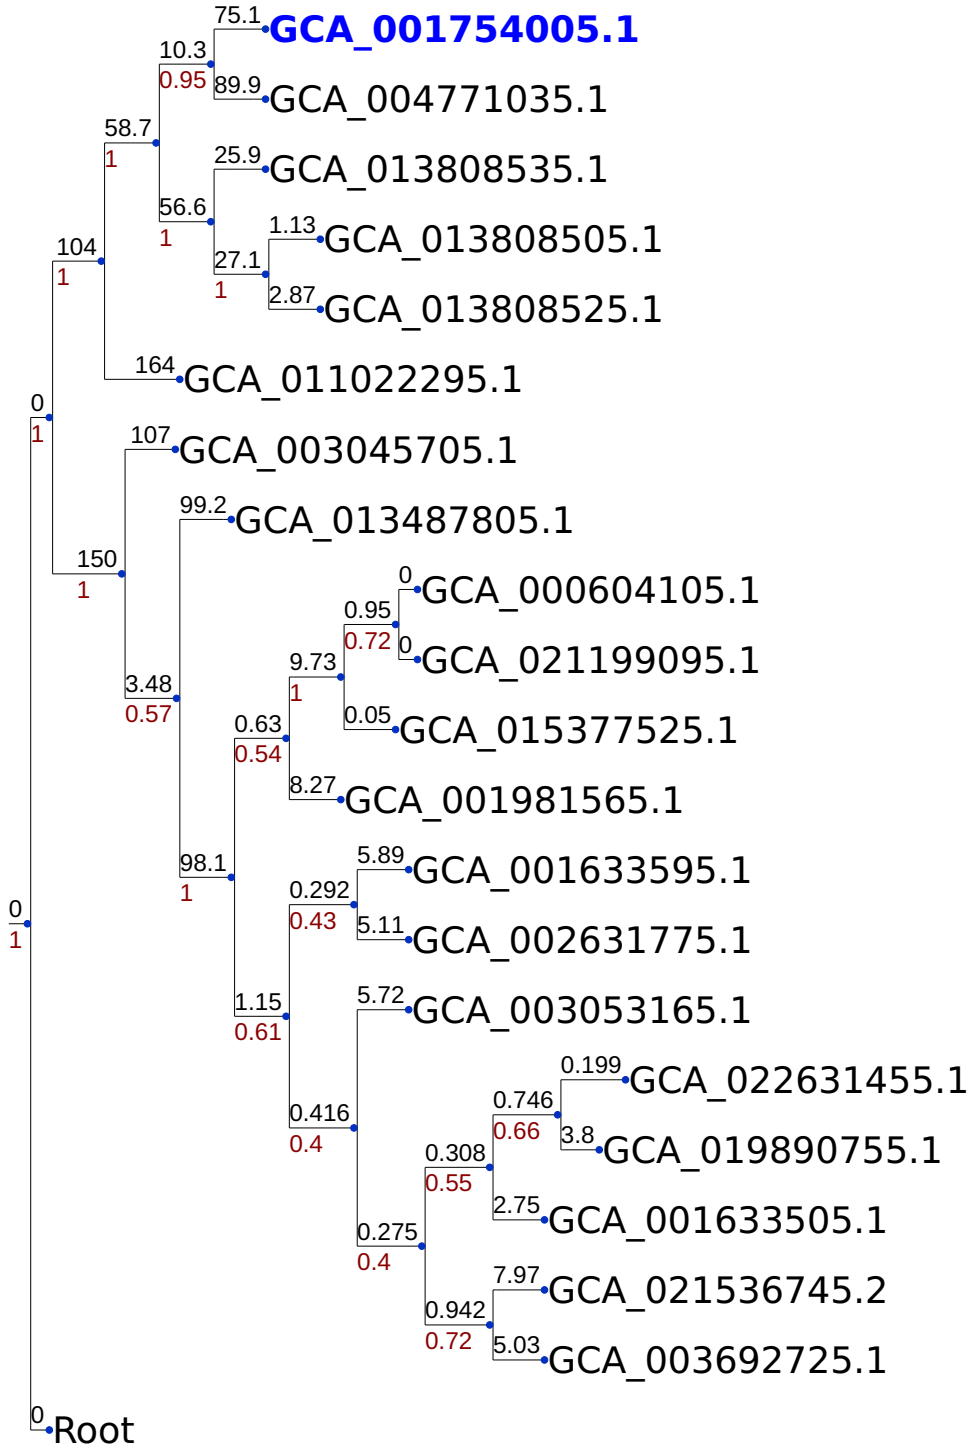 75.1
GCA_001754005.1
10.3
0.95
89.9
GCA_004771035.1
58.7
1
25.9
GCA_013808535.1
56.6
1
1.13
GCA_013808505.1
27.1
1
2.87
GCA_013808525.1
104
1
164
GCA_011022295.1
0
1
107
GCA_003045705.1
99.2
GCA_013487805.1
150
1
0
GCA_000604105.1
0.95
0.72
0
GCA_021199095.1
9.73
1
3.48
0.57
0.05
GCA_015377525.1
0.63
0.54
8.27
GCA_001981565.1
98.1
1
5.89
GCA_001633595.1
0.292
0.43
0
1
5.11
GCA_002631775.1
1.15
0.61
5.72
GCA_003053165.1
0.199
GCA_022631455.1
0.416
0.4
0.746
0.66
3.8
GCA_019890755.1
0.308
0.55
2.75
GCA_001633505.1
0.275
0.4
7.97
GCA_021536745.2
0.942
0.72
5.03
GCA_003692725.1
0
Root